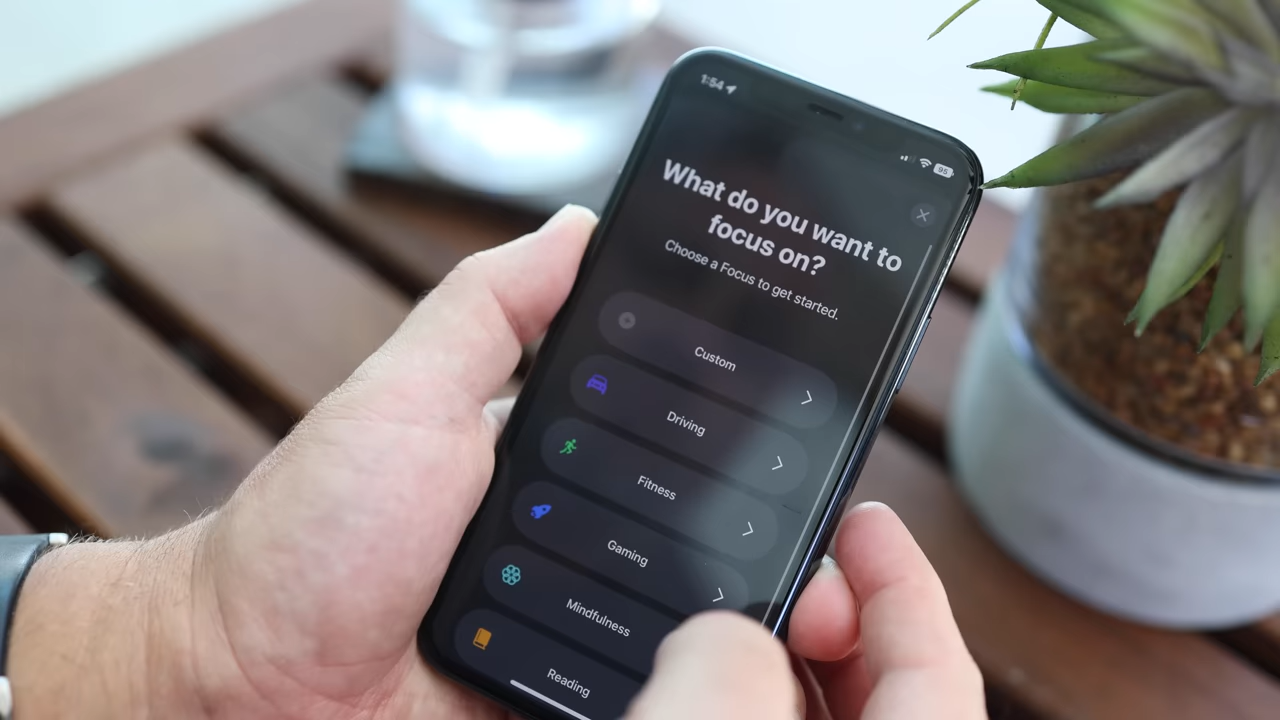 1:54
95
What do you want to
focus on?
Choose a Focus to get started.
Custom
Driving
Fitness
Gaming
Mindfulness
Reading